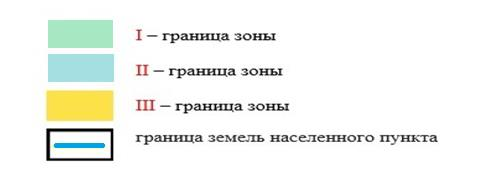 I – граница зоны
II – граница зоны
III – граница зоны
граница земель населенного пункта